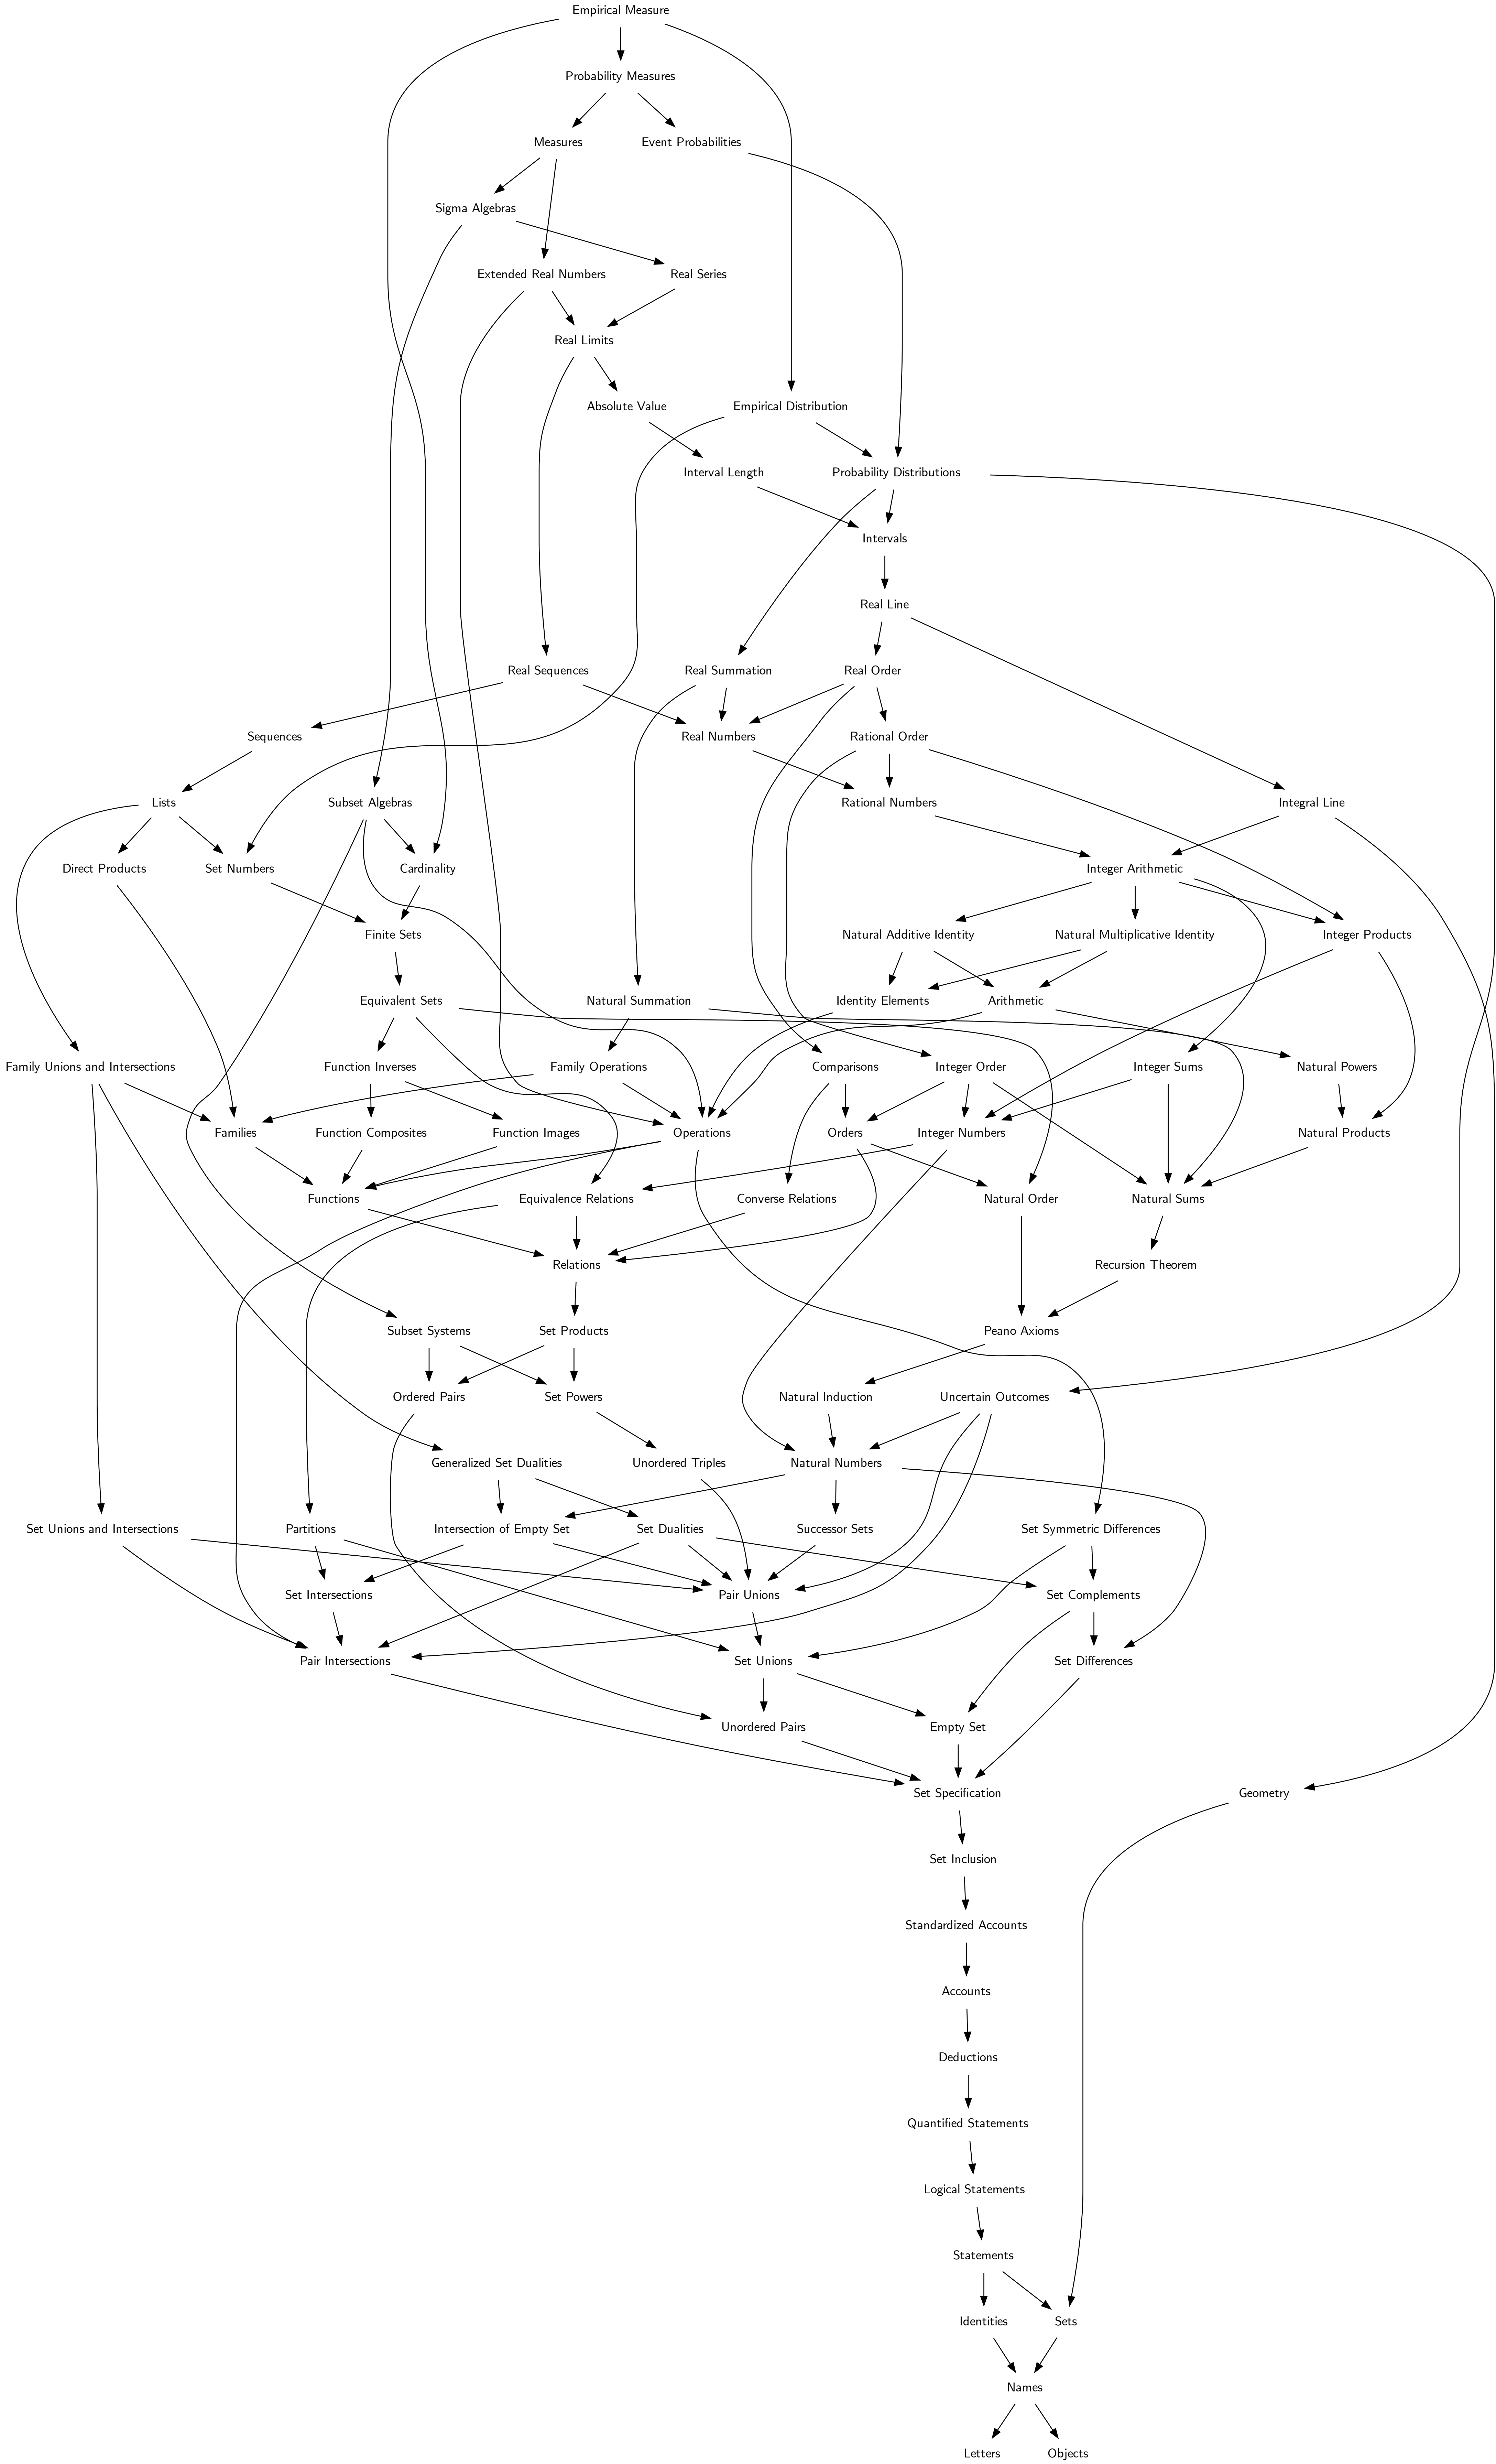 Empirical Measure
Probability Measures
Measures
Event Probabilities
Sigma Algebras
Extended Real Numbers
Real Series
Real Limits
Absolute Value
Empirical Distribution
Interval Length
Probability Distributions
Intervals
Real Line
Real Sequences
Real Summation
Real Order
Sequences
Real Numbers
Rational Order
Lists
Subset Algebras
Rational Numbers
Integral Line
Direct Products
Set Numbers
Cardinality
Integer Arithmetic
Finite Sets
Natural Additive Identity
Natural Multiplicative Identity
Integer Products
Equivalent Sets
Natural Summation
Identity Elements
Arithmetic
Family Unions and Intersections
Function Inverses
Family Operations
Comparisons
Integer Order
Integer Sums
Natural Powers
Families
Function Composites
Function Images
Operations
Orders
Integer Numbers
Natural Products
Functions
Equivalence Relations
Converse Relations
Natural Order
Natural Sums
Relations
Recursion Theorem
Subset Systems
Set Products
Peano Axioms
Ordered Pairs
Set Powers
Natural Induction
Uncertain Outcomes
Generalized Set Dualities
Unordered Triples
Natural Numbers
Set Unions and Intersections
Partitions
Intersection of Empty Set
Set Dualities
Successor Sets
Set Symmetric Differences
Set Intersections
Pair Unions
Set Complements
Pair Intersections
Set Unions
Set Differences
Unordered Pairs
Empty Set
Set Specification
Geometry
Set Inclusion
Standardized Accounts
Accounts
Deductions
Quantified Statements
Logical Statements
Statements
Identities
Sets
Names
Letters
Objects